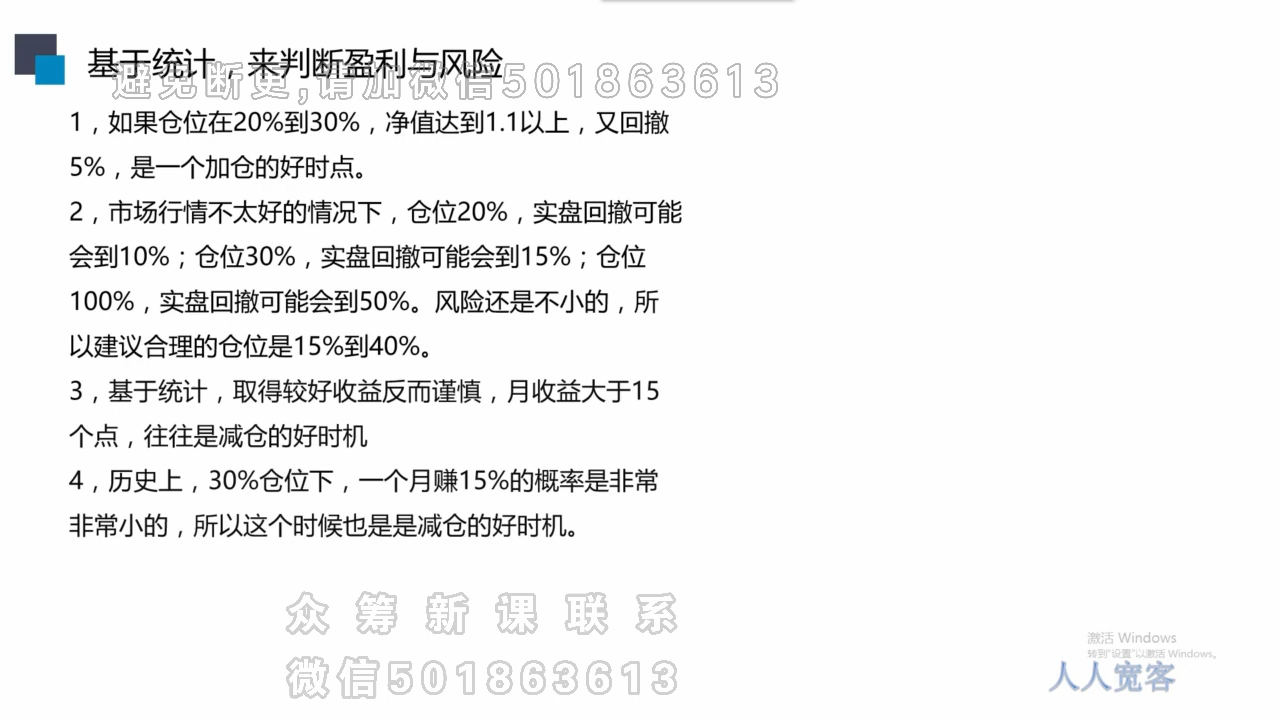 基于统计，来判断盈利与风险
避免断更,请加微信501863613
1，如果仓位在20%到30%，净值达到1.1以上，又回撤
5%，是一个加仓的好时点。
2，市场行情不太好的情况下，仓位20%，实盘回撤可能
会到10%；仓位30%，实盘回撤可能会到15%；仓位
100%，实盘回撤可能会到50%。风险还是不小的，所
以建议合理的仓位是15%到40%。
3，基于统计，取得较好收益反而谨慎，月收益大于15
个点，往往是减仓的好时机
4，历史上，30%仓位下，一个月赚15%的概率是非常
非常小的，所以这个时候也是是减仓的好时机。
众筹新课联系
微信501863613
激活 Windows
转到"设置"以激活 Windows。
人人宽客